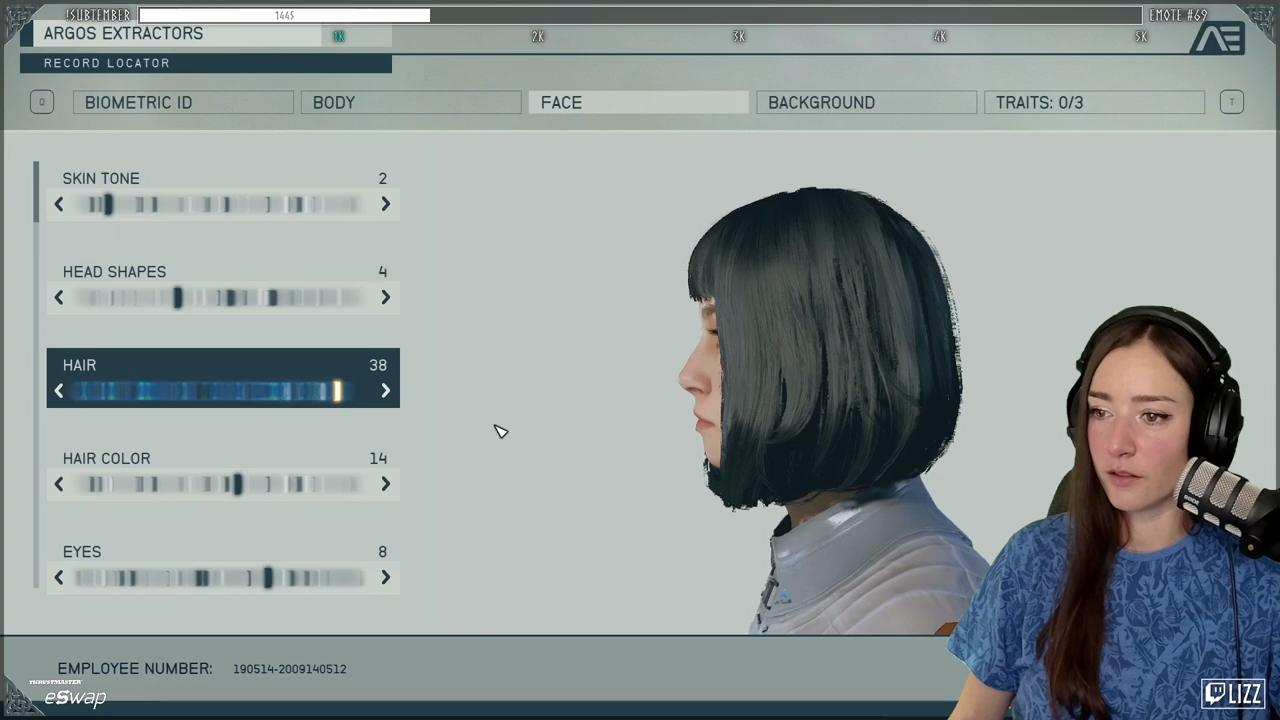 !SUBTEMBER
1445
EMOTE #69
ARGOS EXTRACTORS
1K
2K
3K
4K
5K
AE
RECORD LOCATOR
Q
BIOMETRIC ID
BODY
FACE
BACKGROUND
TRAITS: 0/3
T
SKIN TONE
2
HEAD SHAPES
4
HAIR
38
HAIR COLOR
14
EYES
8
EMPLOYEE NUMBER: 190514-2009140512
THRUSTMASTER
eSwap
LIZZ